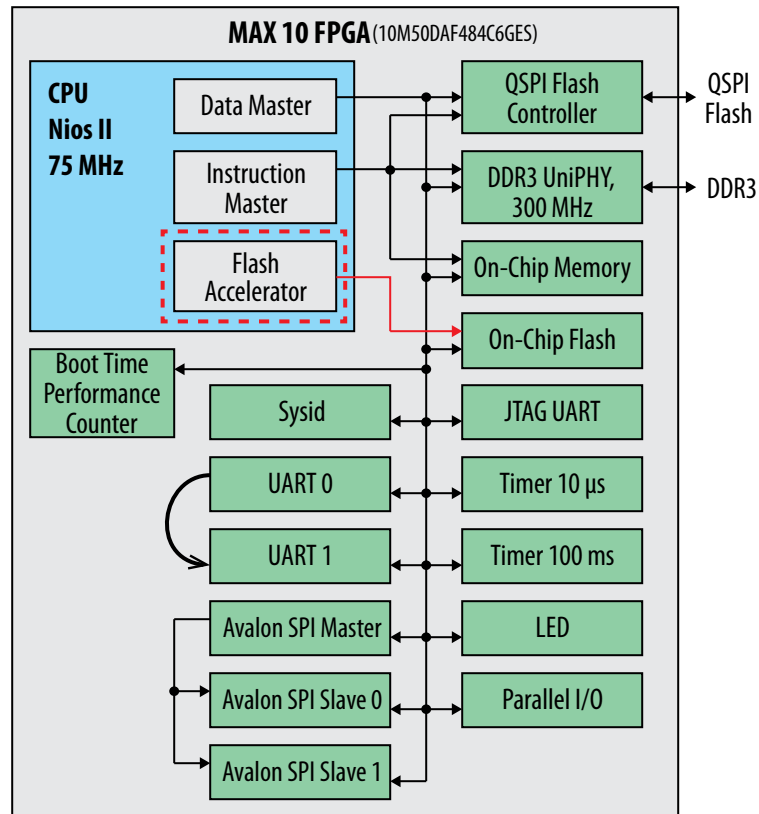 MAX 10 FPGA (10M50DAF484C6GES)
CPU
Nios II
75 MHz
Data Master
Instruction
Master
Flash
Accelerator
QSPI Flash
Controller
QSPI
Flash
DDR3 UniPHY,
300 MHz
DDR3
On-Chip Memory
On-Chip Flash
Boot Time
Performance
Counter
Sysid
JTAG UART
UART 0
Timer 10 μs
UART 1
Timer 100 ms
Avalon SPI Master
LED
Avalon SPI Slave 0
Parallel I/O
Avalon SPI Slave 1